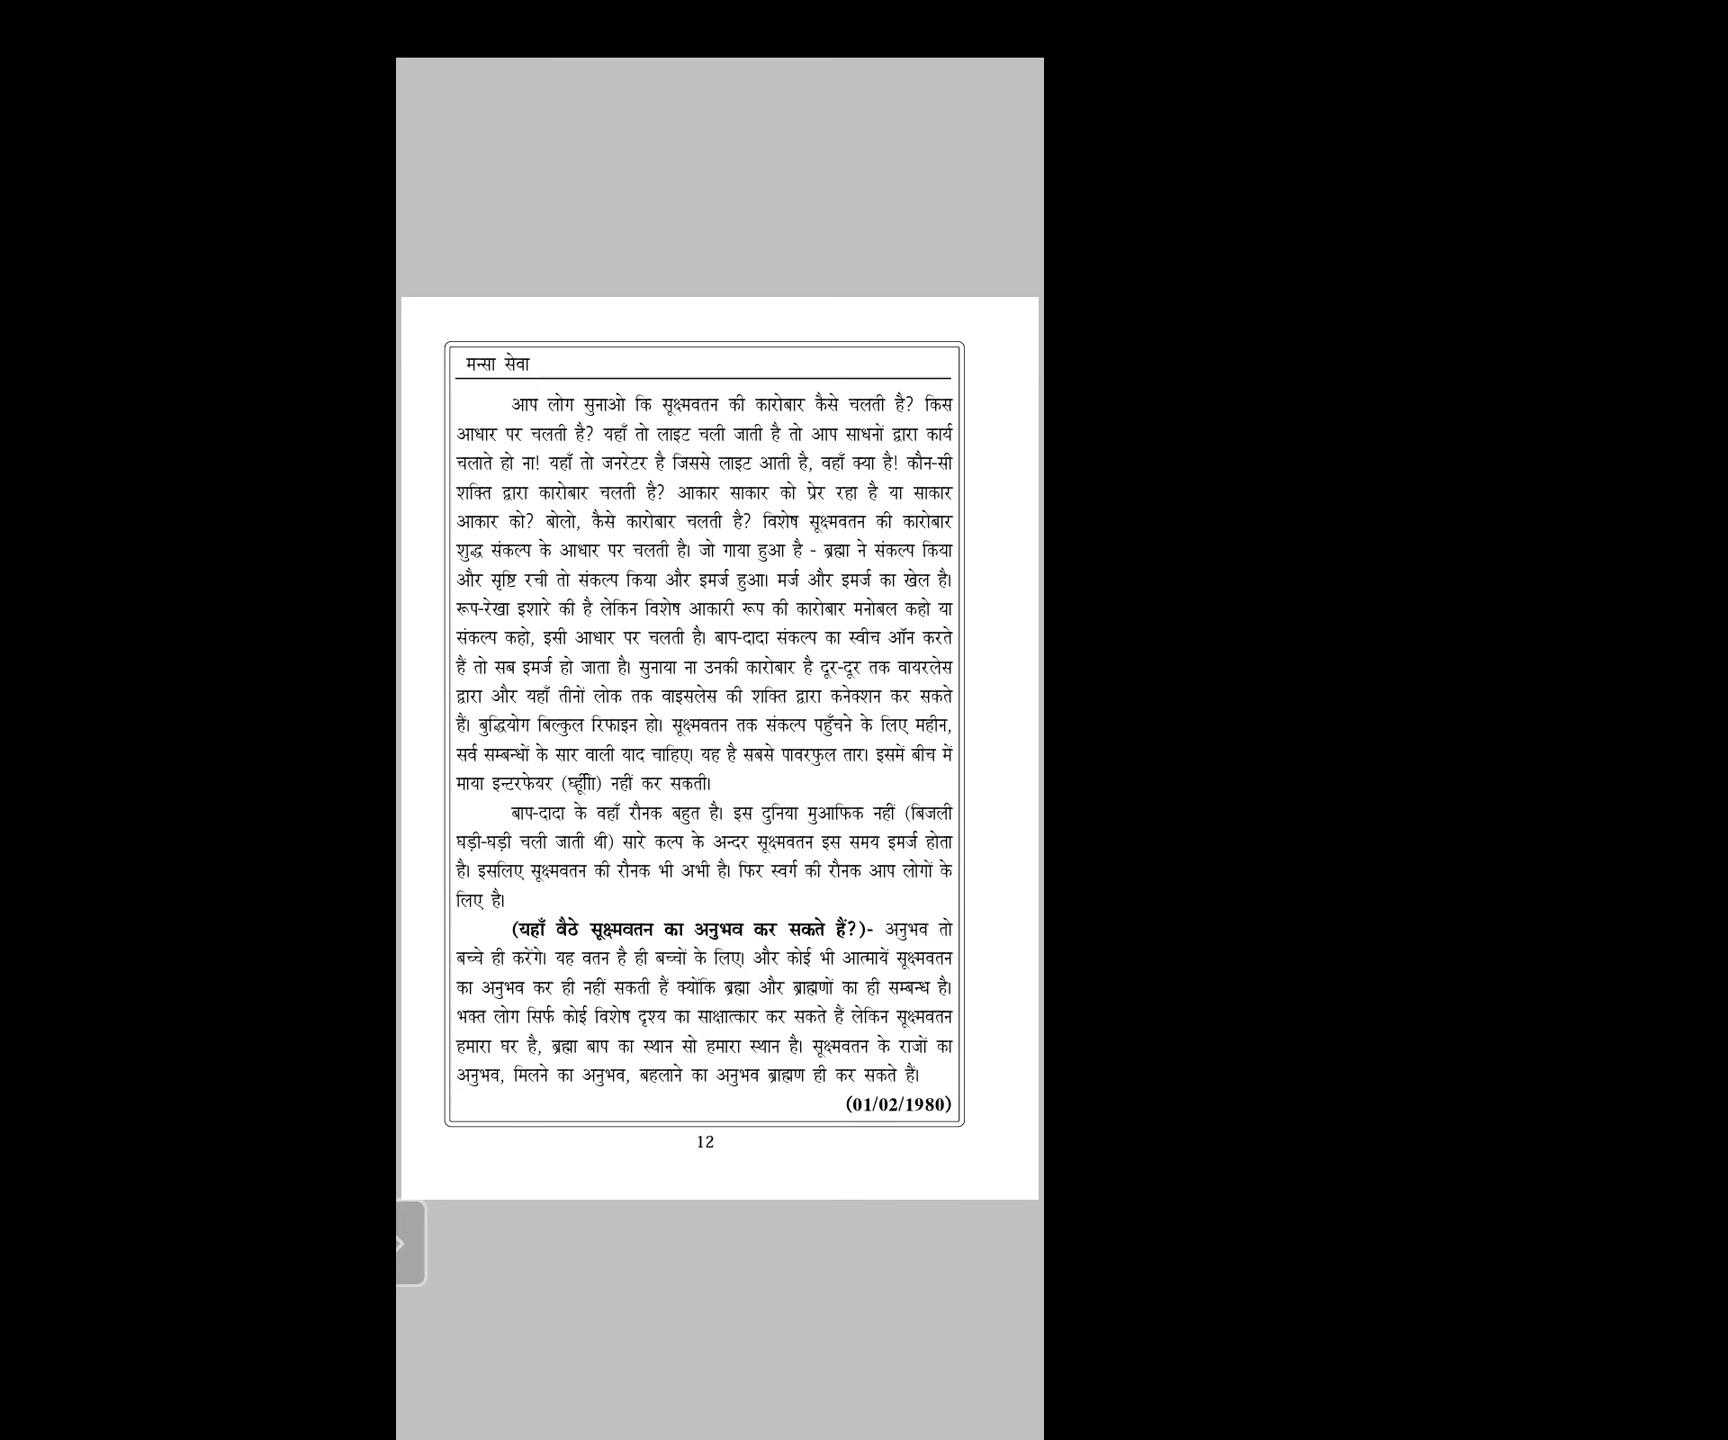 मन्सा सेवा
आप लोग सुनाओ कि सूक्ष्मवतन की कारोबार कैसे चलती है? किस
आधार पर चलती है? यहाँ तो लाइट चली जाती है तो आप साधनों द्वारा कार्य
चलाते हो ना! यहाँ तो जनरेटर है जिससे लाइट आती है, वहाँ क्या है! कौन-सी
शक्ति द्वारा कारोबार चलती है? आकार साकार को प्रेर रहा है या साकार
आकार को? बोलो, कैसे कारोबार चलती है? विशेष सूक्ष्मवतन की कारोबार
शुद्ध संकल्प के आधार पर चलती है। जो गाया हुआ है - ब्रह्मा ने संकल्प किया
और सृष्टि रची तो संकल्प किया और इमर्ज हुआ। मर्ज और इमर्ज का खेल है।
रूप-रेखा इशारे की है लेकिन विशेष आकारी रूप की कारोबार मनोबल कहो या
संकल्प कहो, इसी आधार पर चलती है। बाप-दादा संकल्प का स्वीच ऑन करते
हैं तो सब इमर्ज हो जाता है। सुनाया ना उनकी कारोबार है दूर-दूर तक वायरलेस
द्वारा और यहाँ तीनों लोक तक वाइसलेस की शक्ति द्वारा कनेक्शन कर सकते
हैं। बुद्धियोग बिल्कुल रिफाइन हो। सूक्ष्मवतन तक संकल्प पहुँचने के लिए महीन,
सर्व सम्बन्धों के सार वाली याद चाहिए। यह है सबसे पावरफुल तार। इसमें बीच में
माया इन्टरफेयर नहीं कर सकती।
बाप-दादा के वहाँ रौनक बहुत है। इस दुनिया मुआफिक नहीं (बिजली
घड़ी-घड़ी चली जाती थी) सारे कल्प के अन्दर सूक्ष्मवतन इस समय इमर्ज होता
है। इसलिए सूक्ष्मवतन की रौनक भी अभी है। फिर स्वर्ग की रौनक आप लोगों के
लिए है।
(यहाँ बैठे सूक्ष्मवतन का अनुभव कर सकते हैं?)- अनुभव तो
बच्चे ही करेंगे। यह वतन है ही बच्चों के लिए। और कोई भी आत्मायें सूक्ष्मवतन
का अनुभव कर ही नहीं सकती हैं क्योंकि ब्रह्मा और ब्राह्मणों का ही सम्बन्ध है।
भक्त लोग सिर्फ कोई विशेष दृश्य का साक्षात्कार कर सकते हैं लेकिन सूक्ष्मवतन
हमारा घर है, ब्रह्मा बाप का स्थान सो हमारा स्थान है। सूक्ष्मवतन के राजों का
अनुभव, मिलने का अनुभव, बहलाने का अनुभव ब्राह्मण ही कर सकते हैं।
(01/02/1980)
12